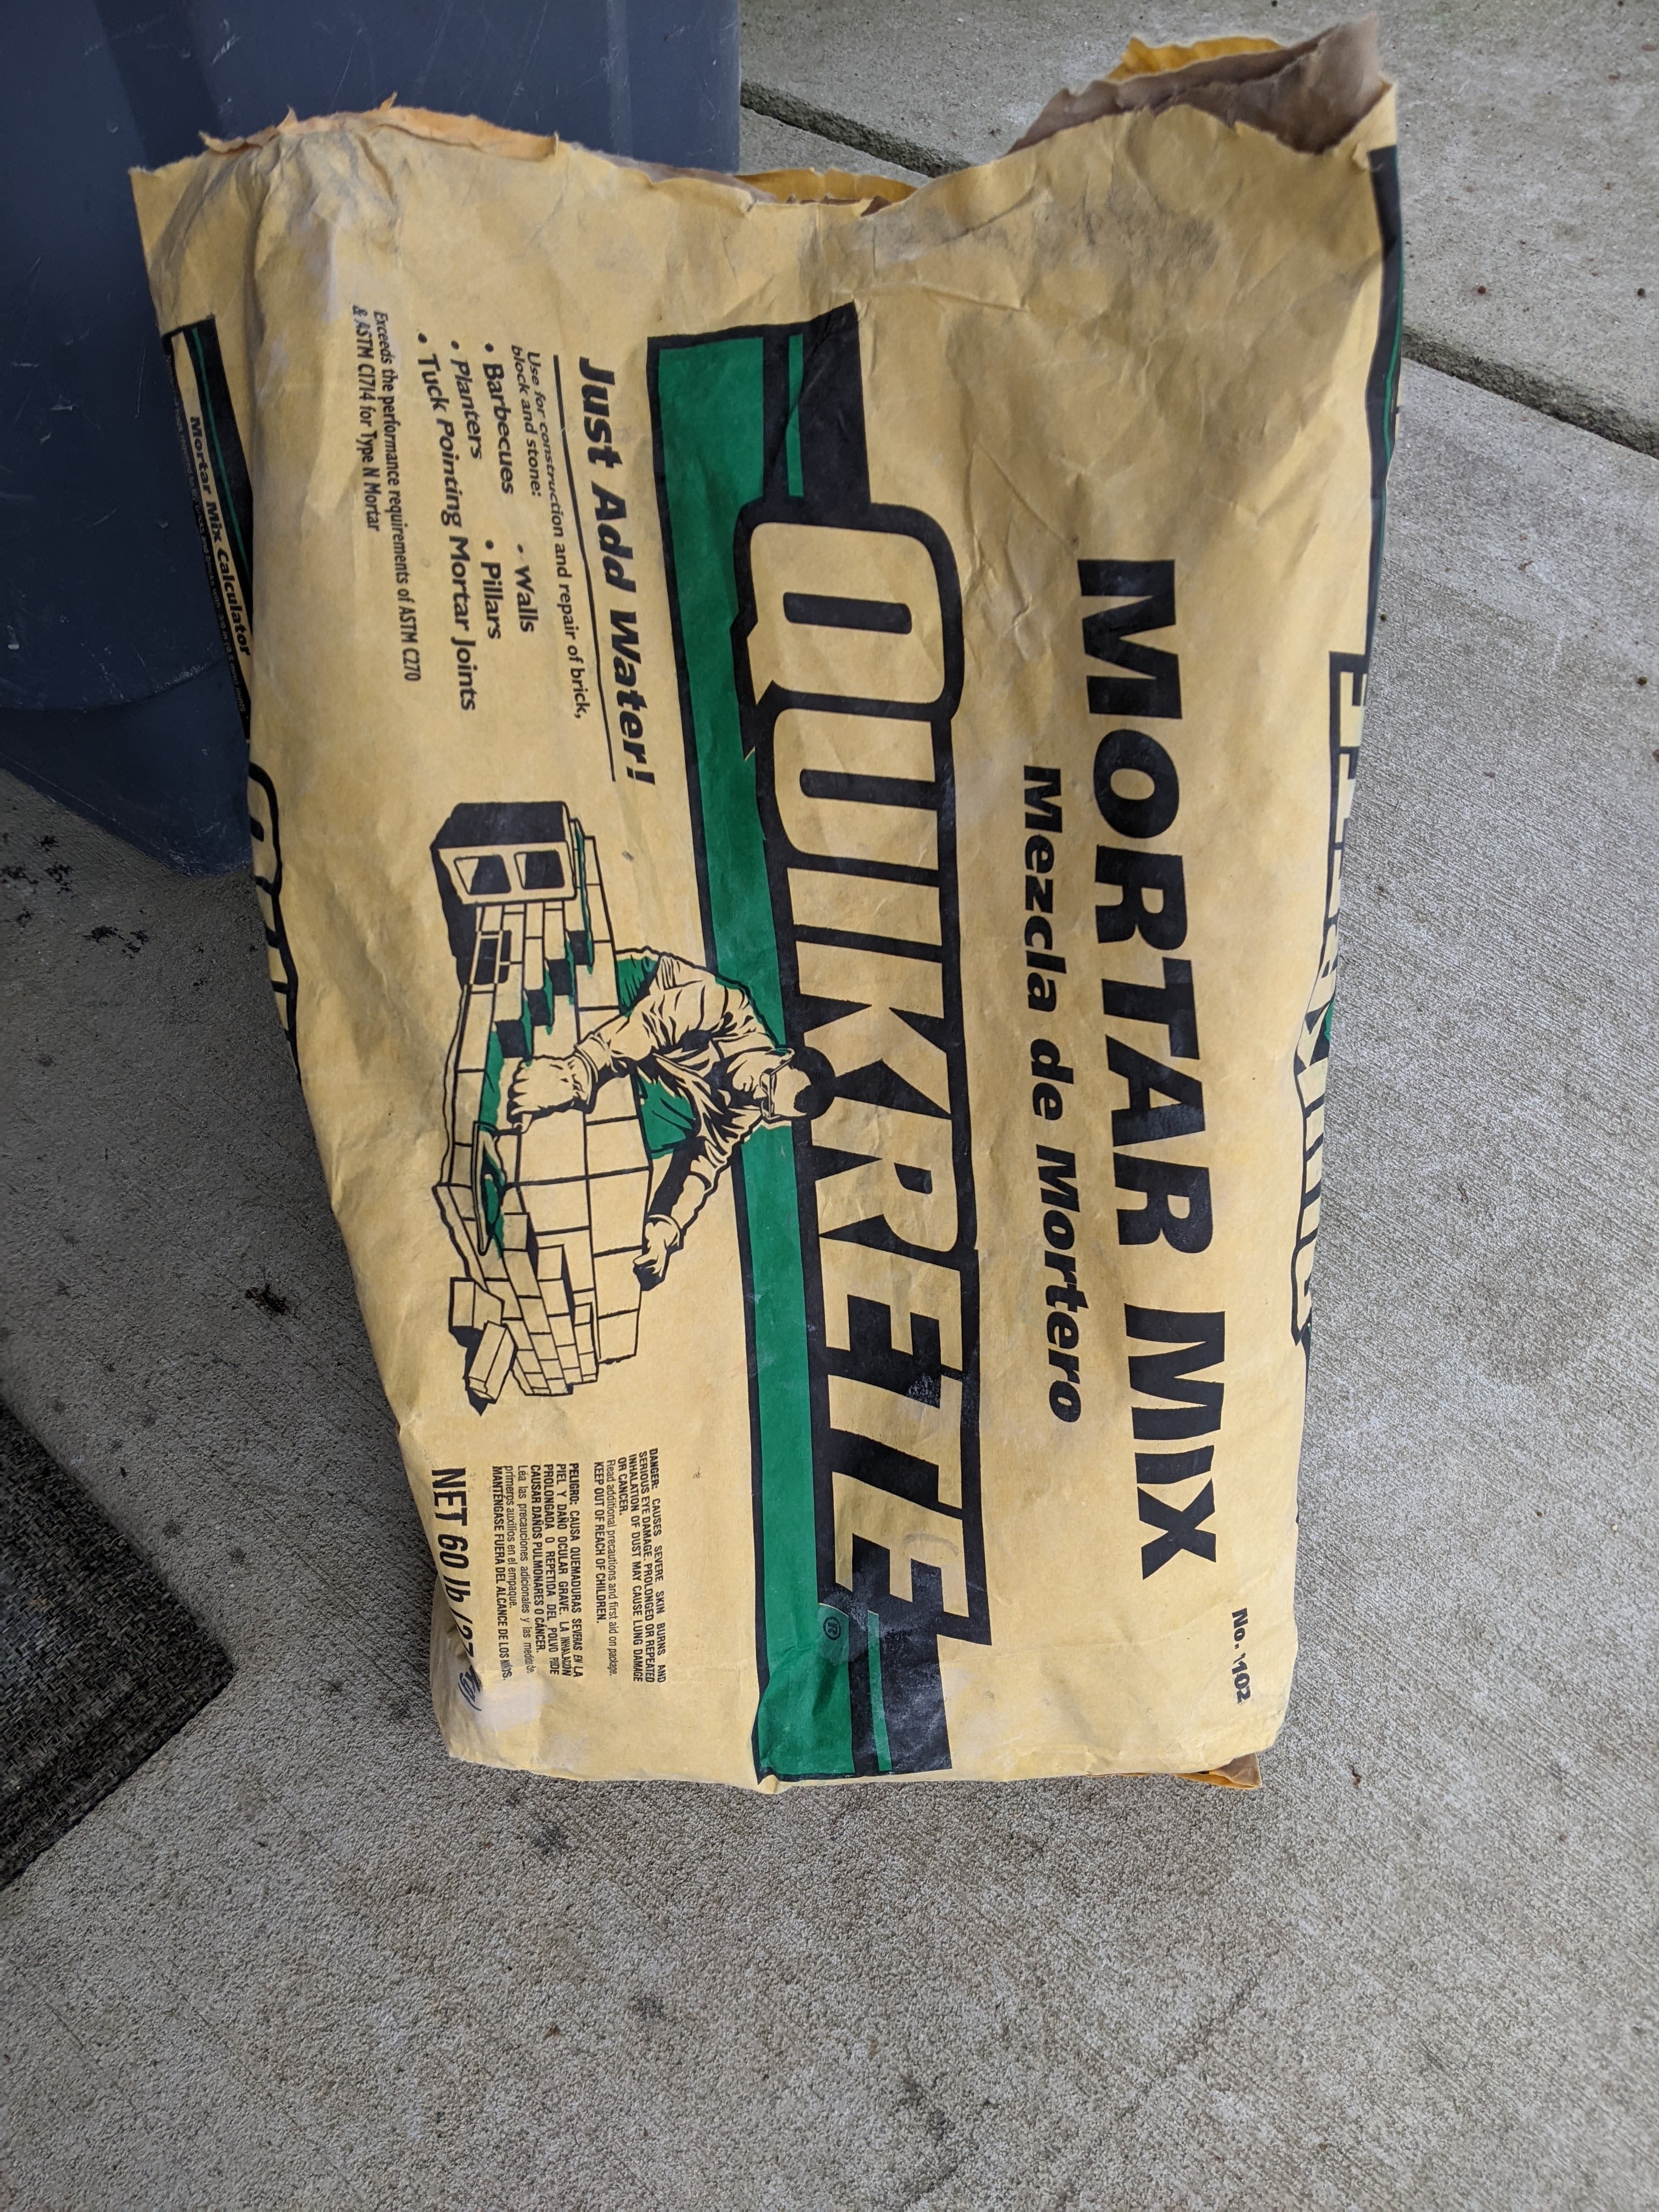 MORTAR MIX
No. 1102
Mezcla de Mortero
QUIKRETE
®
Just Add Water!
Use for construction and repair of brick,
block and stone:
• Walls
• Barbecues • Pillars
• Planters
• Tuck Pointing Mortar Joints
Exceeds the performance requirements of ASTM C270
& ASTM C1714 for Type N Mortar
DANGER: CAUSES SEVERE SKIN BURNS AND
SERIOUS EYE DAMAGE. PROLONGED OR REPEATED
INHALATION OF DUST MAY CAUSE LUNG DAMAGE
OR CANCER.
Read additional precautions and first aid on package.
KEEP OUT OF REACH OF CHILDREN.
PELIGRO: CAUSA QUEMADURAS SEVERAS EN LA
PIEL Y DAÑO OCULAR GRAVE. LA INHALACIÓN
PROLONGADA O REPETIDA DEL POLVO PUEDE
CAUSAR DAÑOS PULMONARES O CÁNCER.
Lea las precauciones adicionales y las medidas de
primeros auxilios en el empaque.
MANTÉNGASE FUERA DEL ALCANCE DE LOS NIÑOS.
NET 60 lb /27
Mortar Mix Calculator